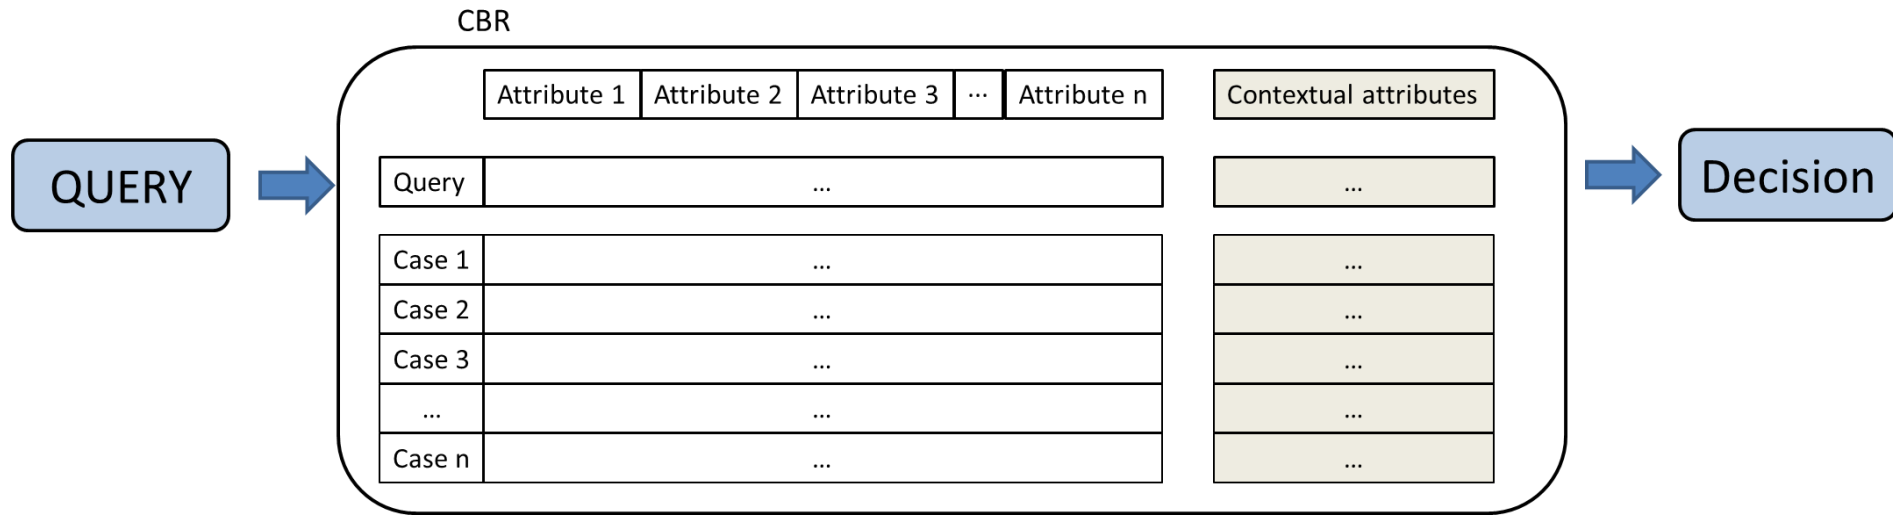 CBR
Attribute 1 Attribute 2 Attribute 3 ... Attribute n Contextual attributes
QUERY
Query ... ...
Decision
Case 1 ... ...
Case 2 ... ...
Case 3 ... ...
... ... ...
Case n ... ...